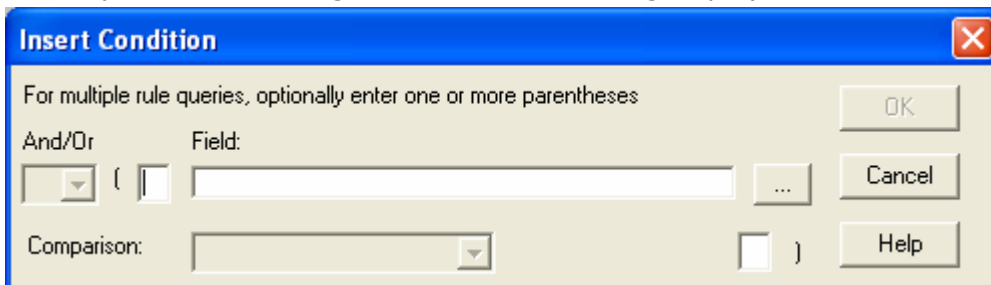 Insert Condition
For multiple rule queries, optionally enter one or more parentheses
OK
And/Or Field:
( ... Cancel
Comparison: ) Help